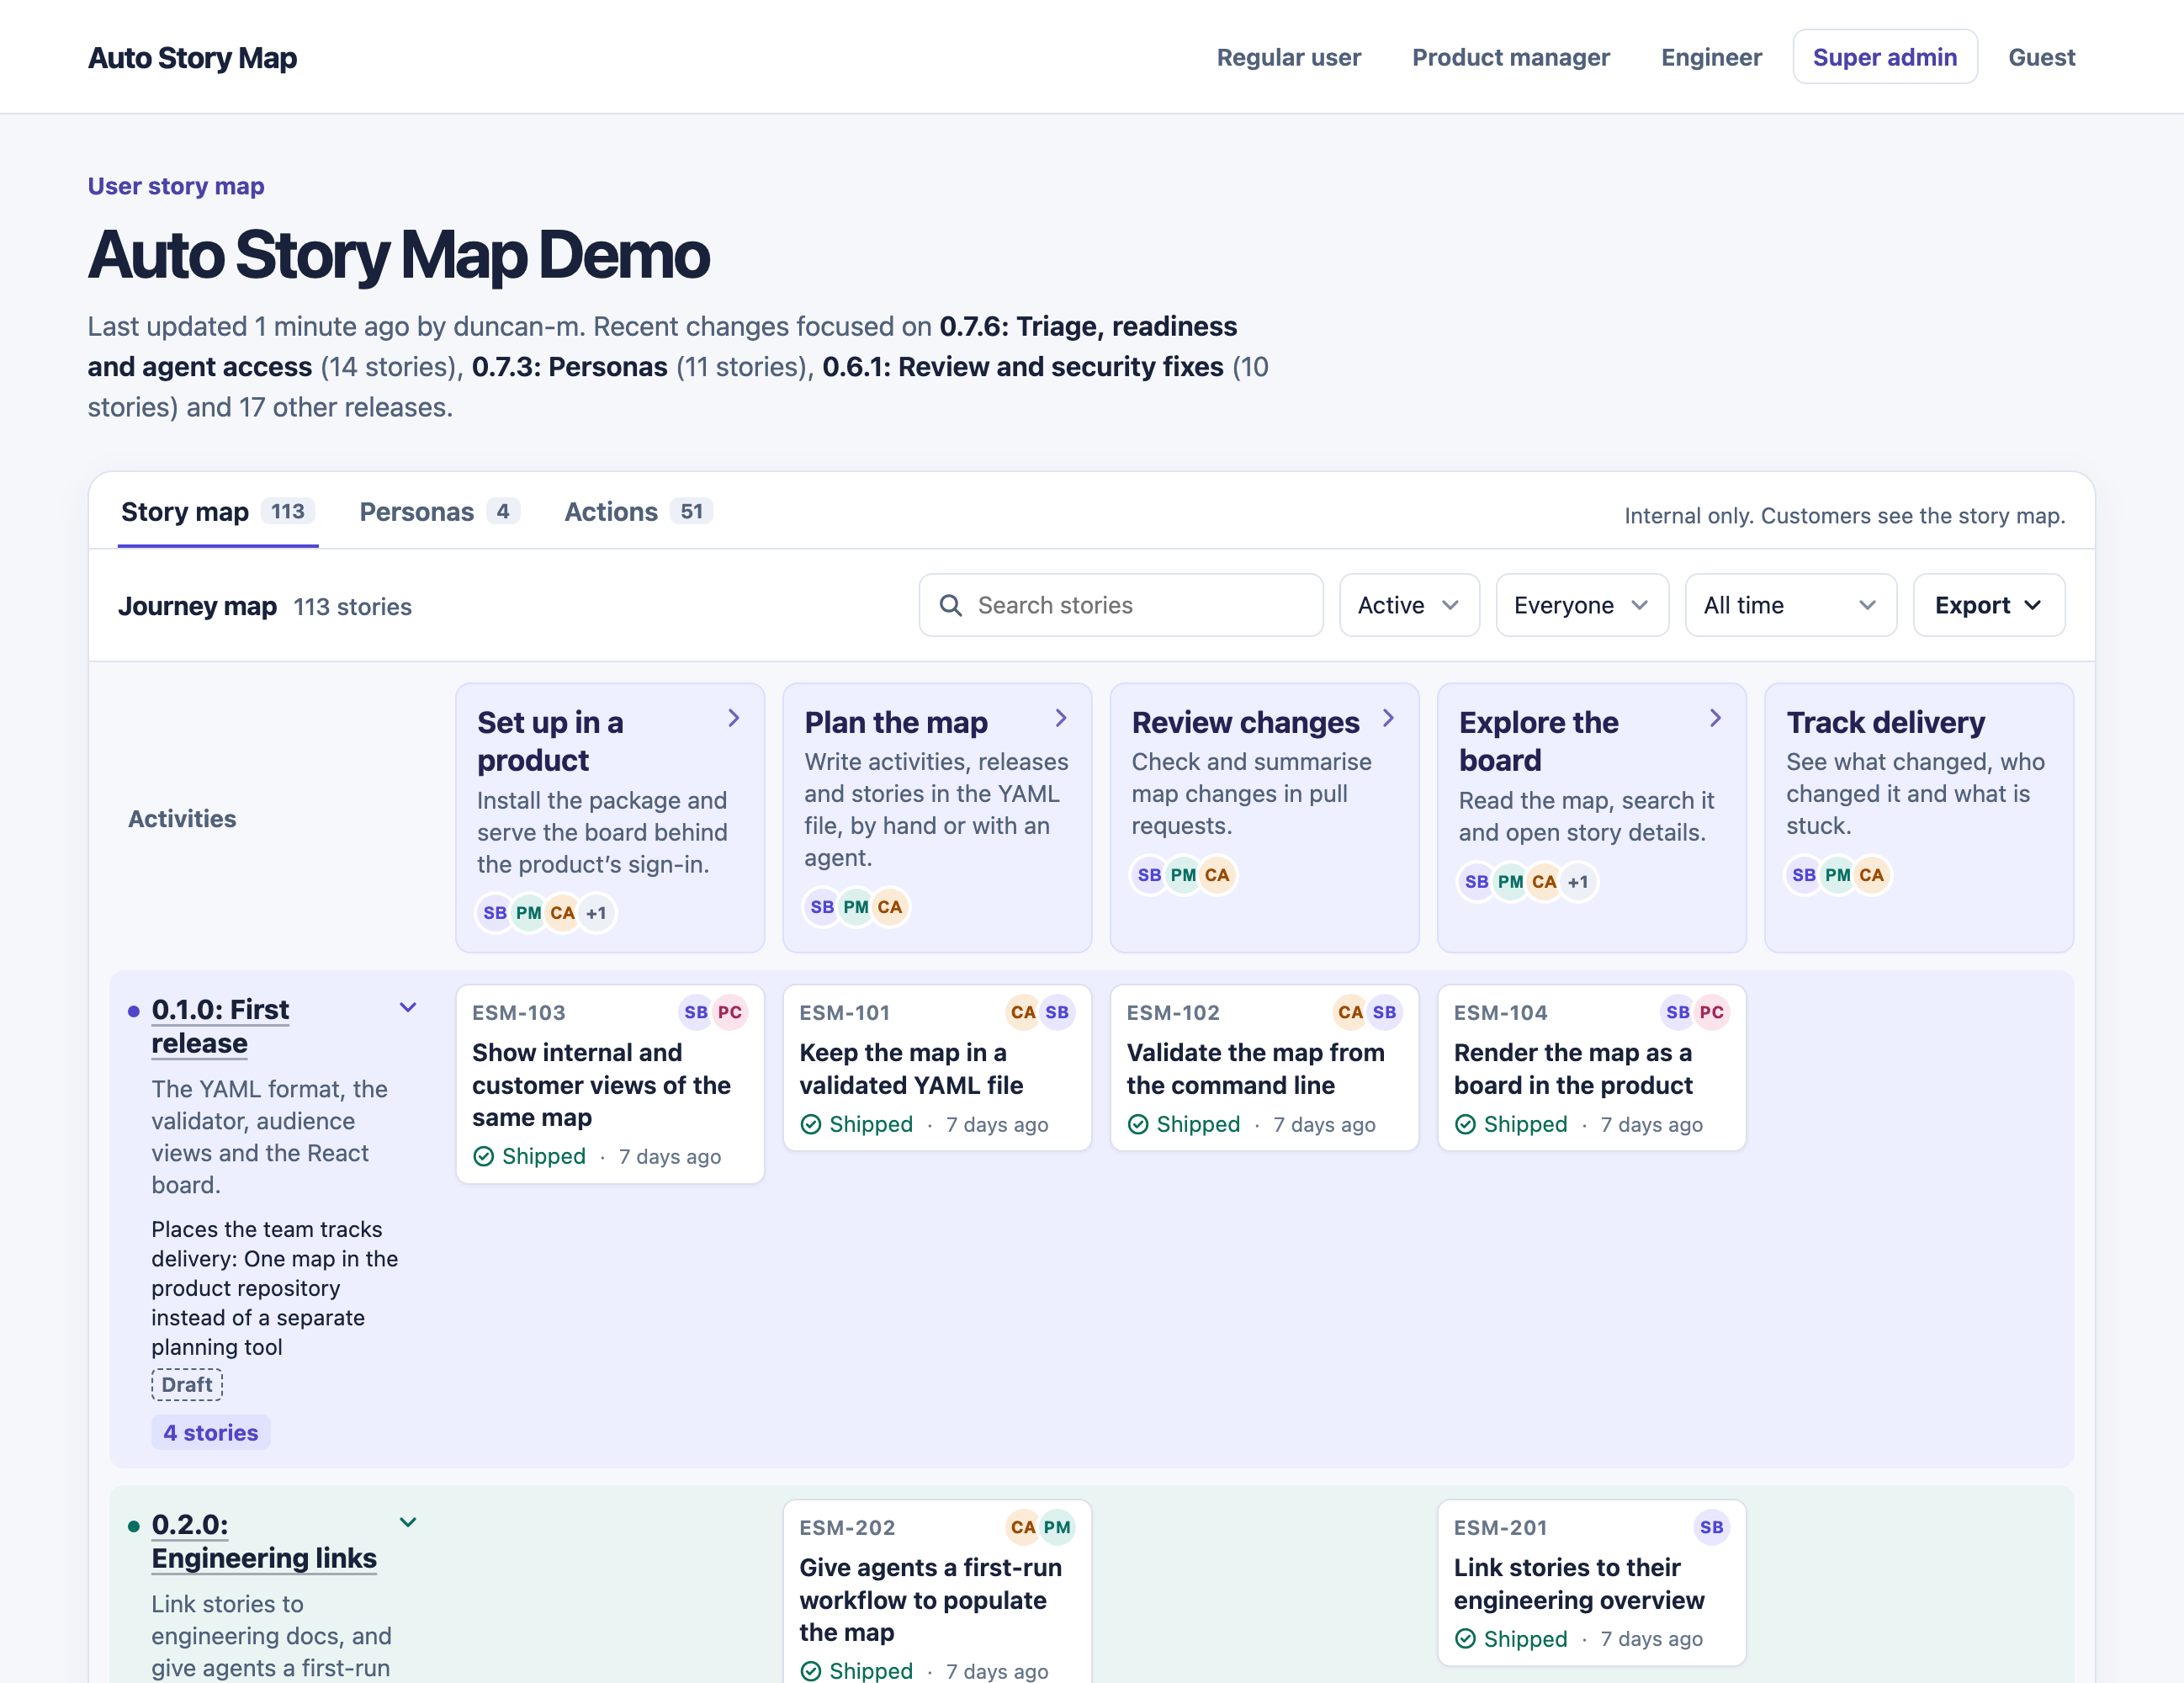 Auto Story Map
Regular user
Product manager
Engineer
Super admin
Guest
User story map
Auto Story Map Demo
Last updated 1 minute ago by duncan-m. Recent changes focused on 0.7.6: Triage, readiness
and agent access (14 stories), 0.7.3: Personas (11 stories), 0.6.1: Review and security fixes (10
stories) and 17 other releases.
Story map 113
Personas 4
Actions 51
Internal only. Customers see the story map.
Journey map 113 stories
Search stories
Active
Everyone
All time
Export
Activities
Set up in a
product
Install the package and
serve the board behind
the product’s sign-in.
SB PM CA +1
Plan the map
Write activities, releases
and stories in the YAML
file, by hand or with an
agent.
SB PM CA
Review changes
Check and summarise
map changes in pull
requests.
SB PM CA
Explore the
board
Read the map, search it
and open story details.
SB PM CA +1
Track delivery
See what changed, who
changed it and what is
stuck.
SB PM CA
0.1.0: First
release
The YAML format, the
validator, audience
views and the React
board.
Places the team tracks
delivery: One map in the
product repository
instead of a separate
planning tool
Draft
4 stories
ESM-103 SB PC
Show internal and
customer views of the
same map
Shipped · 7 days ago
ESM-101 CA SB
Keep the map in a
validated YAML file
Shipped · 7 days ago
ESM-102 CA SB
Validate the map from
the command line
Shipped · 7 days ago
ESM-104 SB PC
Render the map as a
board in the product
Shipped · 7 days ago
0.2.0:
Engineering links
Link stories to
engineering docs, and
give agents a first-run
ESM-202 CA PM
Give agents a first-run
workflow to populate
the map
Shipped · 7 days ago
ESM-201 SB
Link stories to their
engineering overview
Shipped · 7 days ago